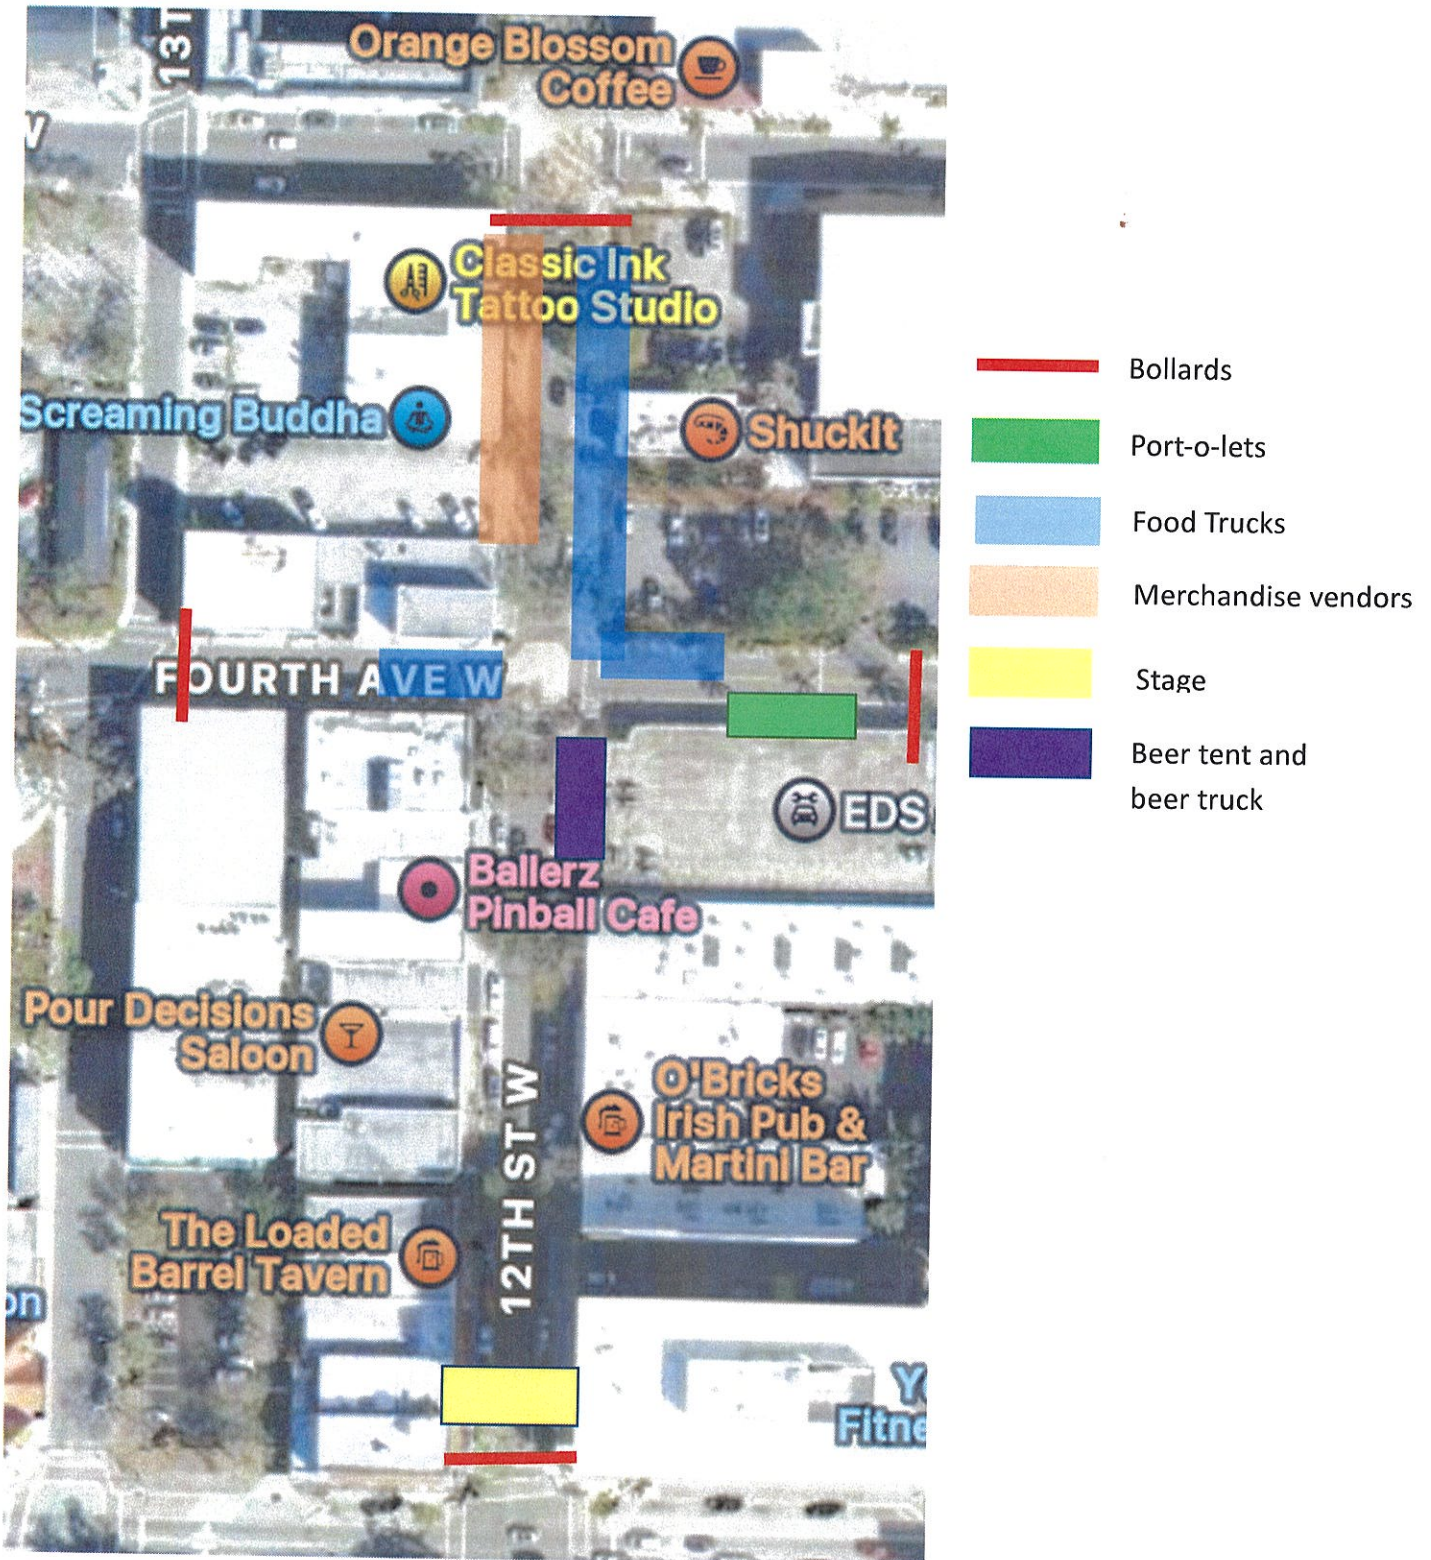 13T
Orange Blossom
Coffee
W
Classic Ink
Tattoo Studio
Screaming Buddha
ShuckIt
FOURTH AVE W
EDS
Ballerz
Pinball Cafe
Pour Decisions
Saloon
O'Bricks
Irish Pub &
Martini Bar
12TH ST W
The Loaded
Barrel Tavern
on
Y
Fitne
Bollards
Port-o-lets
Food Trucks
Merchandise vendors
Stage
Beer tent and
beer truck